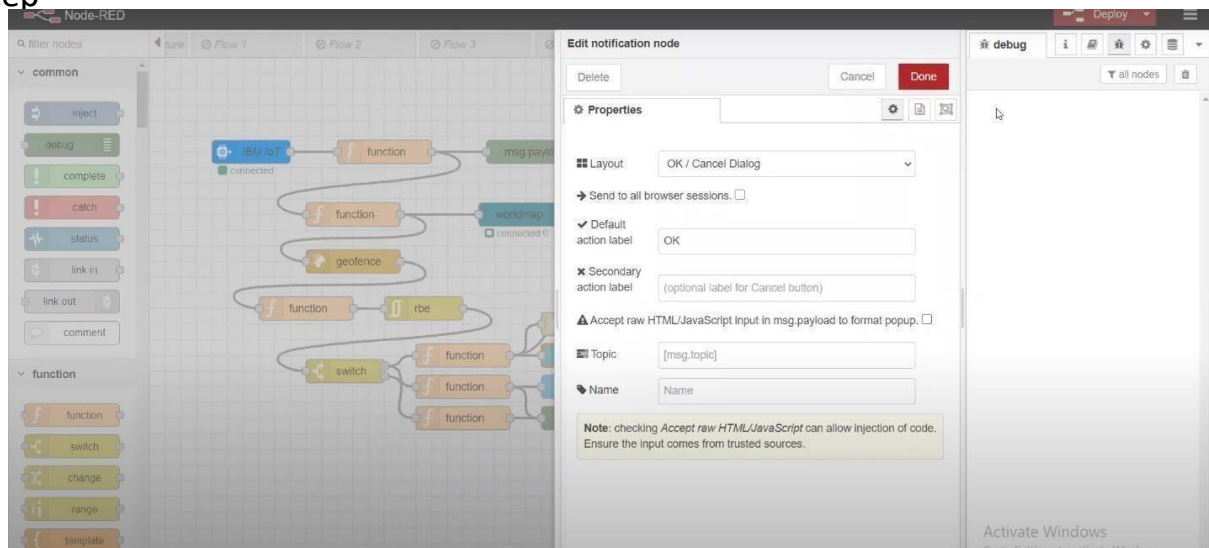 ep
Node-RED
Deploy
filter nodes
ture
Flow 1
Flow 2
Flow 3
Edit notification node
debug
i
common
Delete
Cancel
Done
all nodes
inject
Properties
debug
IBM IoT
function
msg.paylo
connected
Layout
OK / Cancel Dialog
complete
Send to all browser sessions.
catch
function
worldmap
connected 0
Default
action label
OK
status
geofence
Secondary
action label
(optional label for Cancel button)
link in
link out
function
rbe
Accept raw HTML/JavaScript input in msg.payload to format popup.
comment
function
Topic
[msg.topic]
function
switch
function
Name
Name
function
function
Note: checking Accept raw HTML/JavaScript can allow injection of code.
Ensure the input comes from trusted sources.
switch
change
range
template
Activate Windows